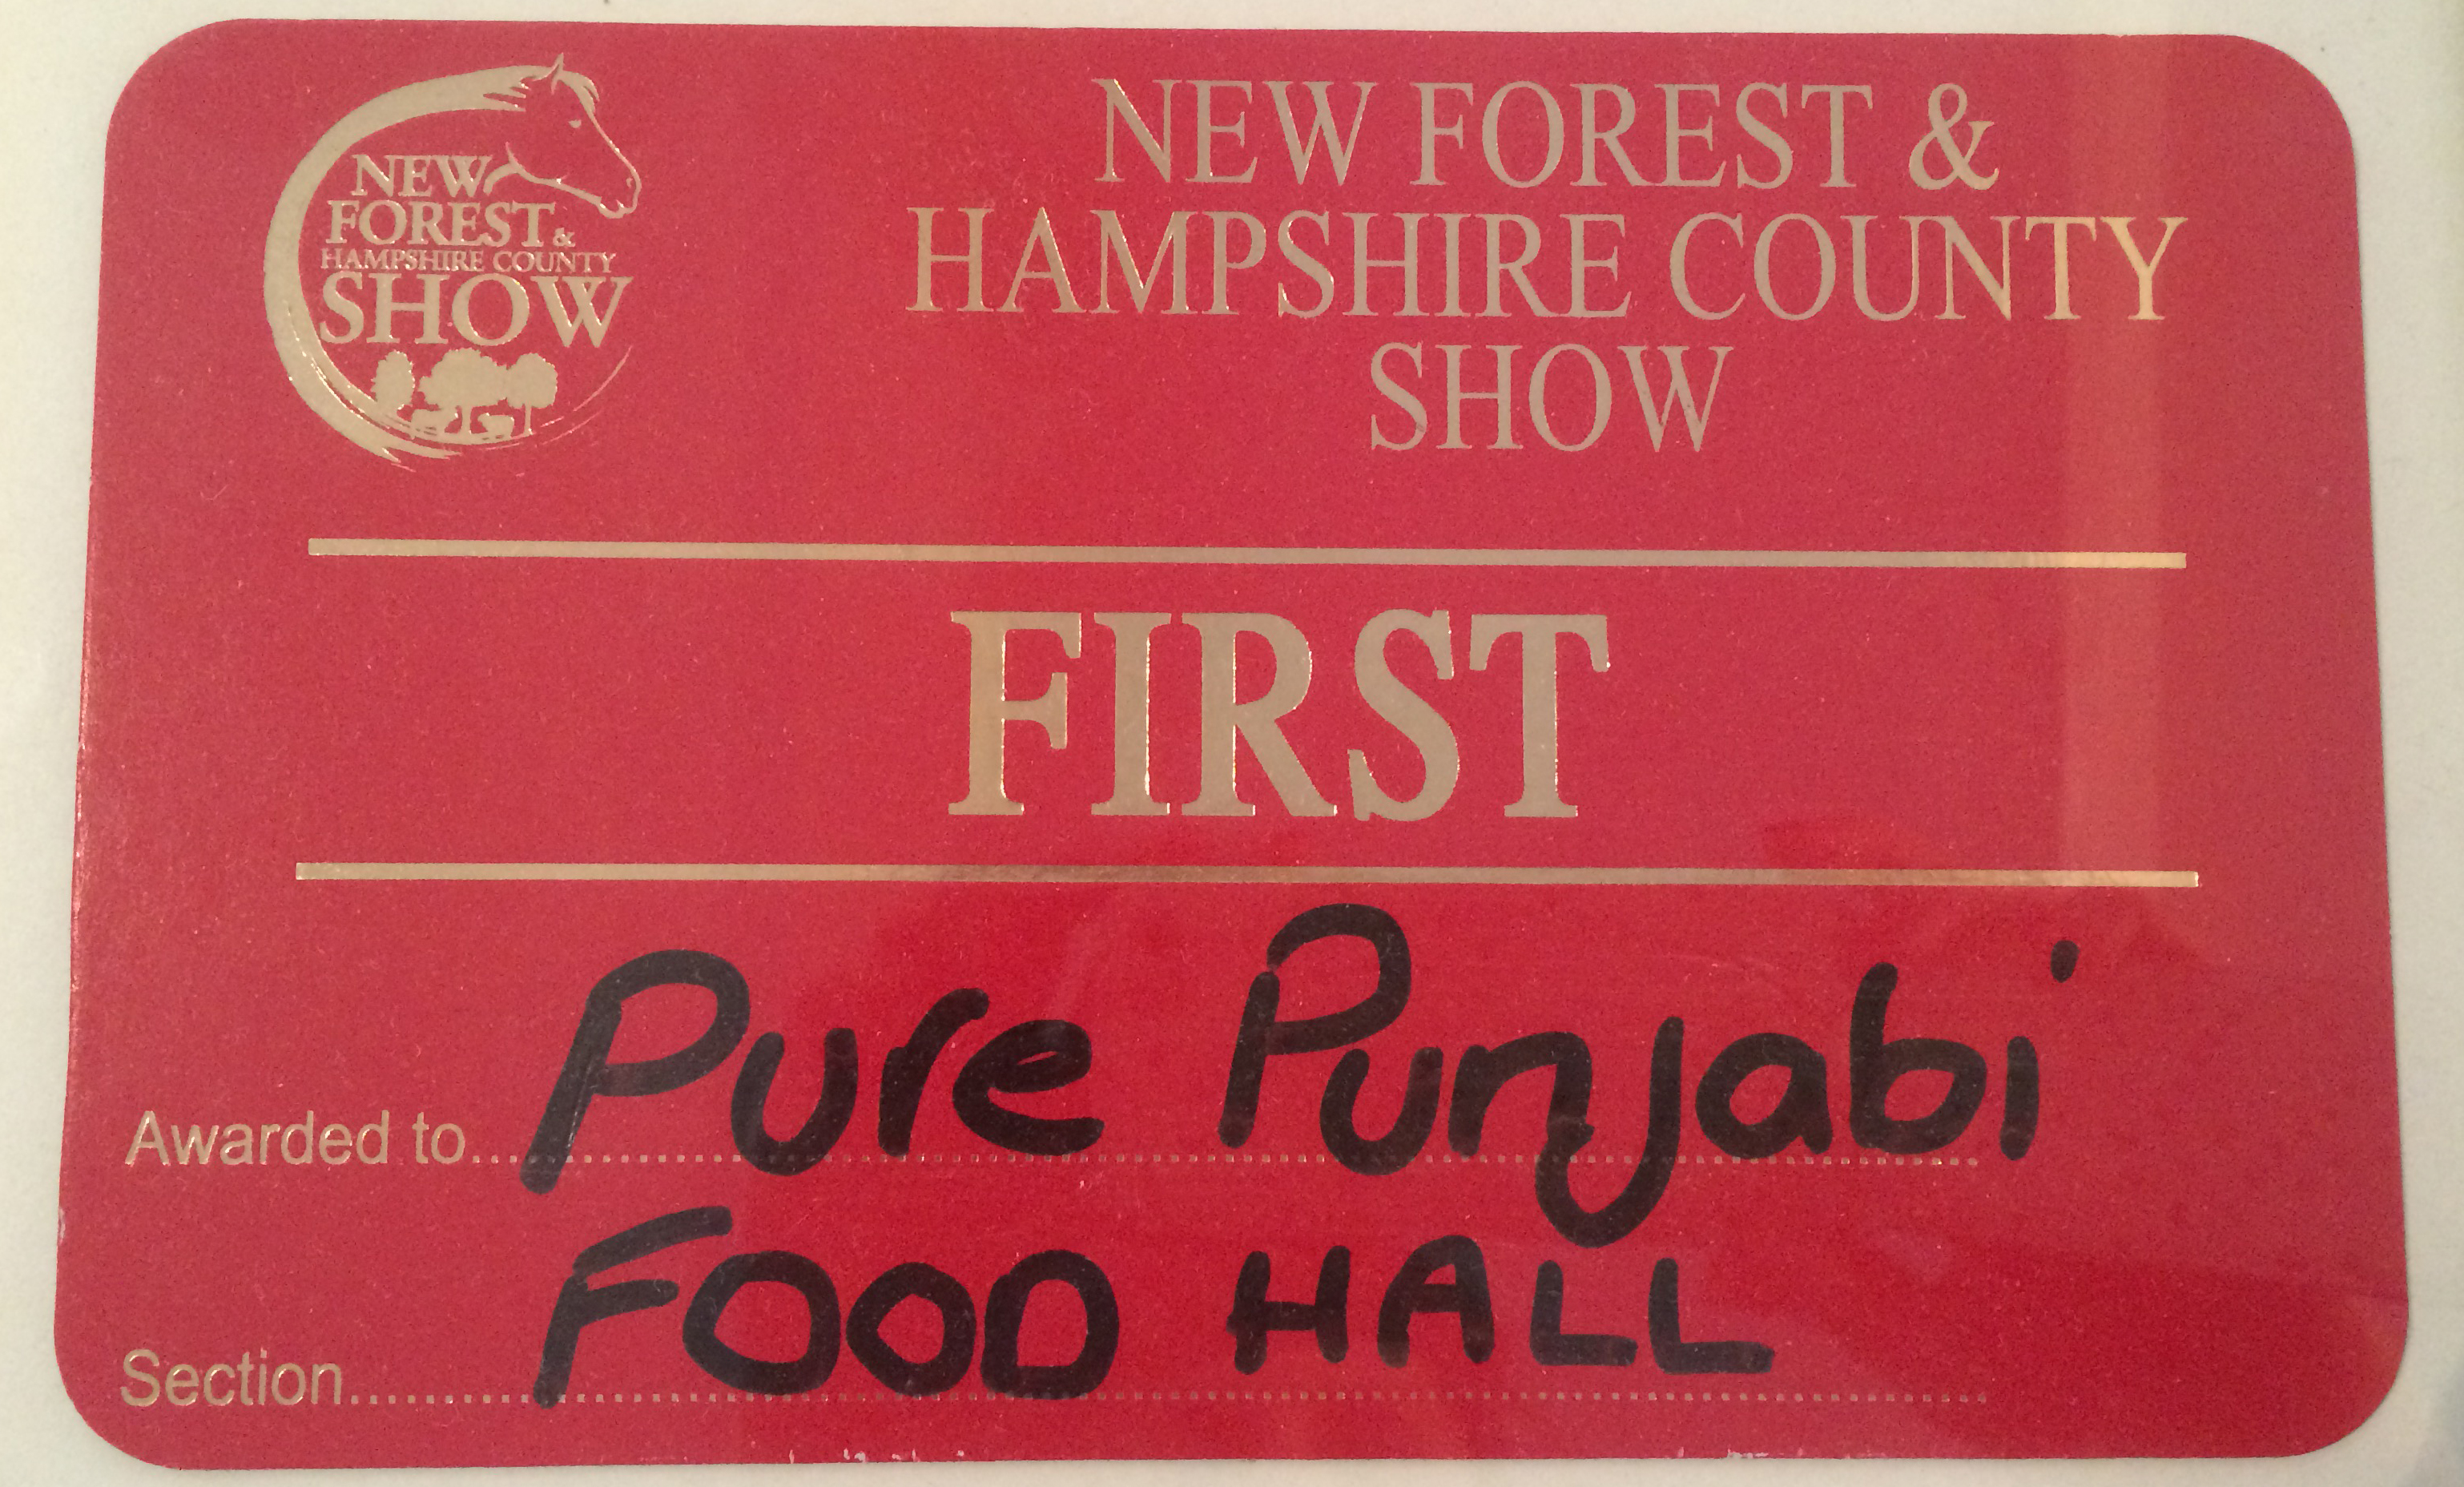 NEW
FOREST &
HAMPSHIRE COUNTY
SHOW
NEW FOREST &
HAMPSHIRE COUNTY
SHOW
FIRST
Awarded to Pure Punjabi
Section FOOD HALL